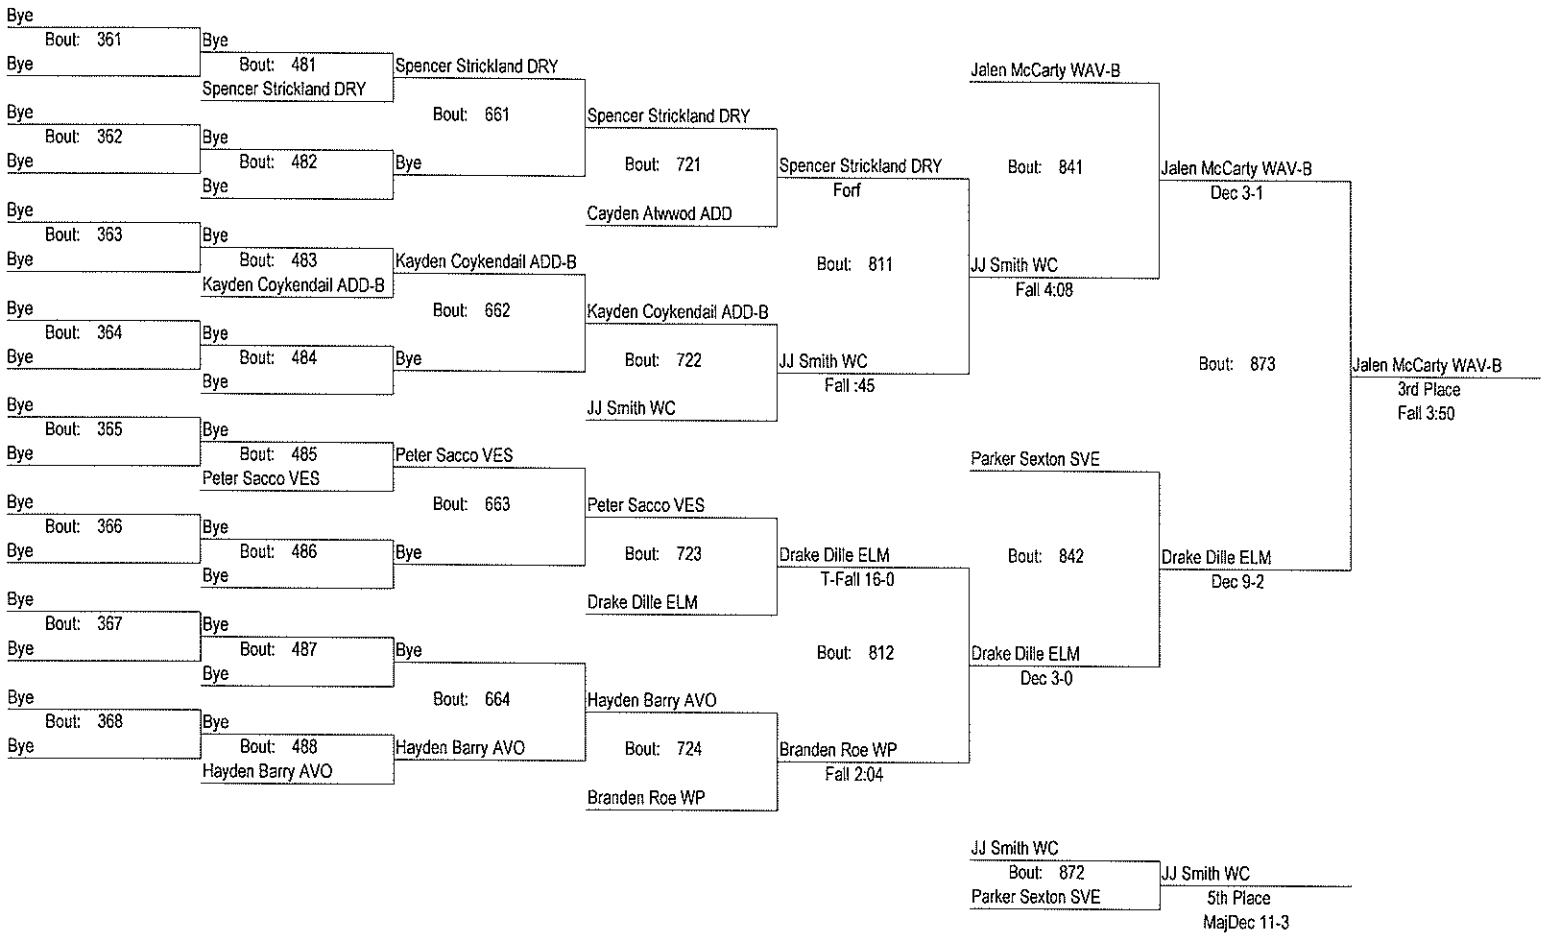 Bye
Bout: 361
Bye
Bye
Bout: 362
Bye
Bye
Bout: 363
Bye
Bye
Bout: 364
Bye
Bye
Bout: 365
Bye
Bye
Bout: 366
Bye
Bye
Bout: 367
Bye
Bye
Bout: 368
Bye
Bye
Bout: 481
Spencer Strickland DRY
Bye
Bout: 482
Bye
Bye
Bout: 483
Kayden Coykendail ADD-B
Bye
Bout: 484
Bye
Bye
Bout: 485
Peter Sacco VES
Bye
Bout: 486
Bye
Bye
Bout: 487
Bye
Bye
Bout: 488
Hayden Barry AVO
Spencer Strickland DRY
Bout: 661
Bye
Kayden Coykendail ADD-B
Bout: 662
Bye
Peter Sacco VES
Bout: 663
Bye
Bye
Bout: 664
Hayden Barry AVO
Spencer Strickland DRY
Bout: 721
Cayden Atwwod ADD
Kayden Coykendail ADD-B
Bout: 722
JJ Smith WC
Peter Sacco VES
Bout: 723
Drake Dille ELM
Hayden Barry AVO
Bout: 724
Branden Roe WP
Spencer Strickland DRY
Forf
Bout: 811
JJ Smith WC
Fall :45
Drake Dille ELM
T-Fall 16-0
Bout: 812
Branden Roe WP
Fall 2:04
Jalen McCarty WAV-B
Bout: 841
JJ Smith WC
Fall 4:08
Parker Sexton SVE
Bout: 842
Drake Dille ELM
Dec 3-0
Jalen McCarty WAV-B
Dec 3-1
Bout: 873
Drake Dille ELM
Dec 9-2
Jalen McCarty WAV-B
3rd Place
Fall 3:50
JJ Smith WC
Bout: 872
Parker Sexton SVE
JJ Smith WC
5th Place
MajDec 11-3